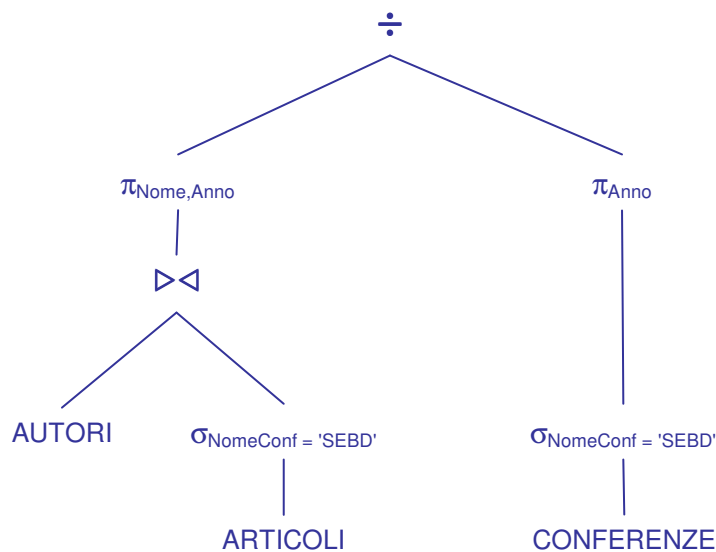 ÷
πNome,Anno πAnno
▷◁
AUTORI σNomeConf = 'SEBD' σNomeConf = 'SEBD'
ARTICOLI CONFERENZE